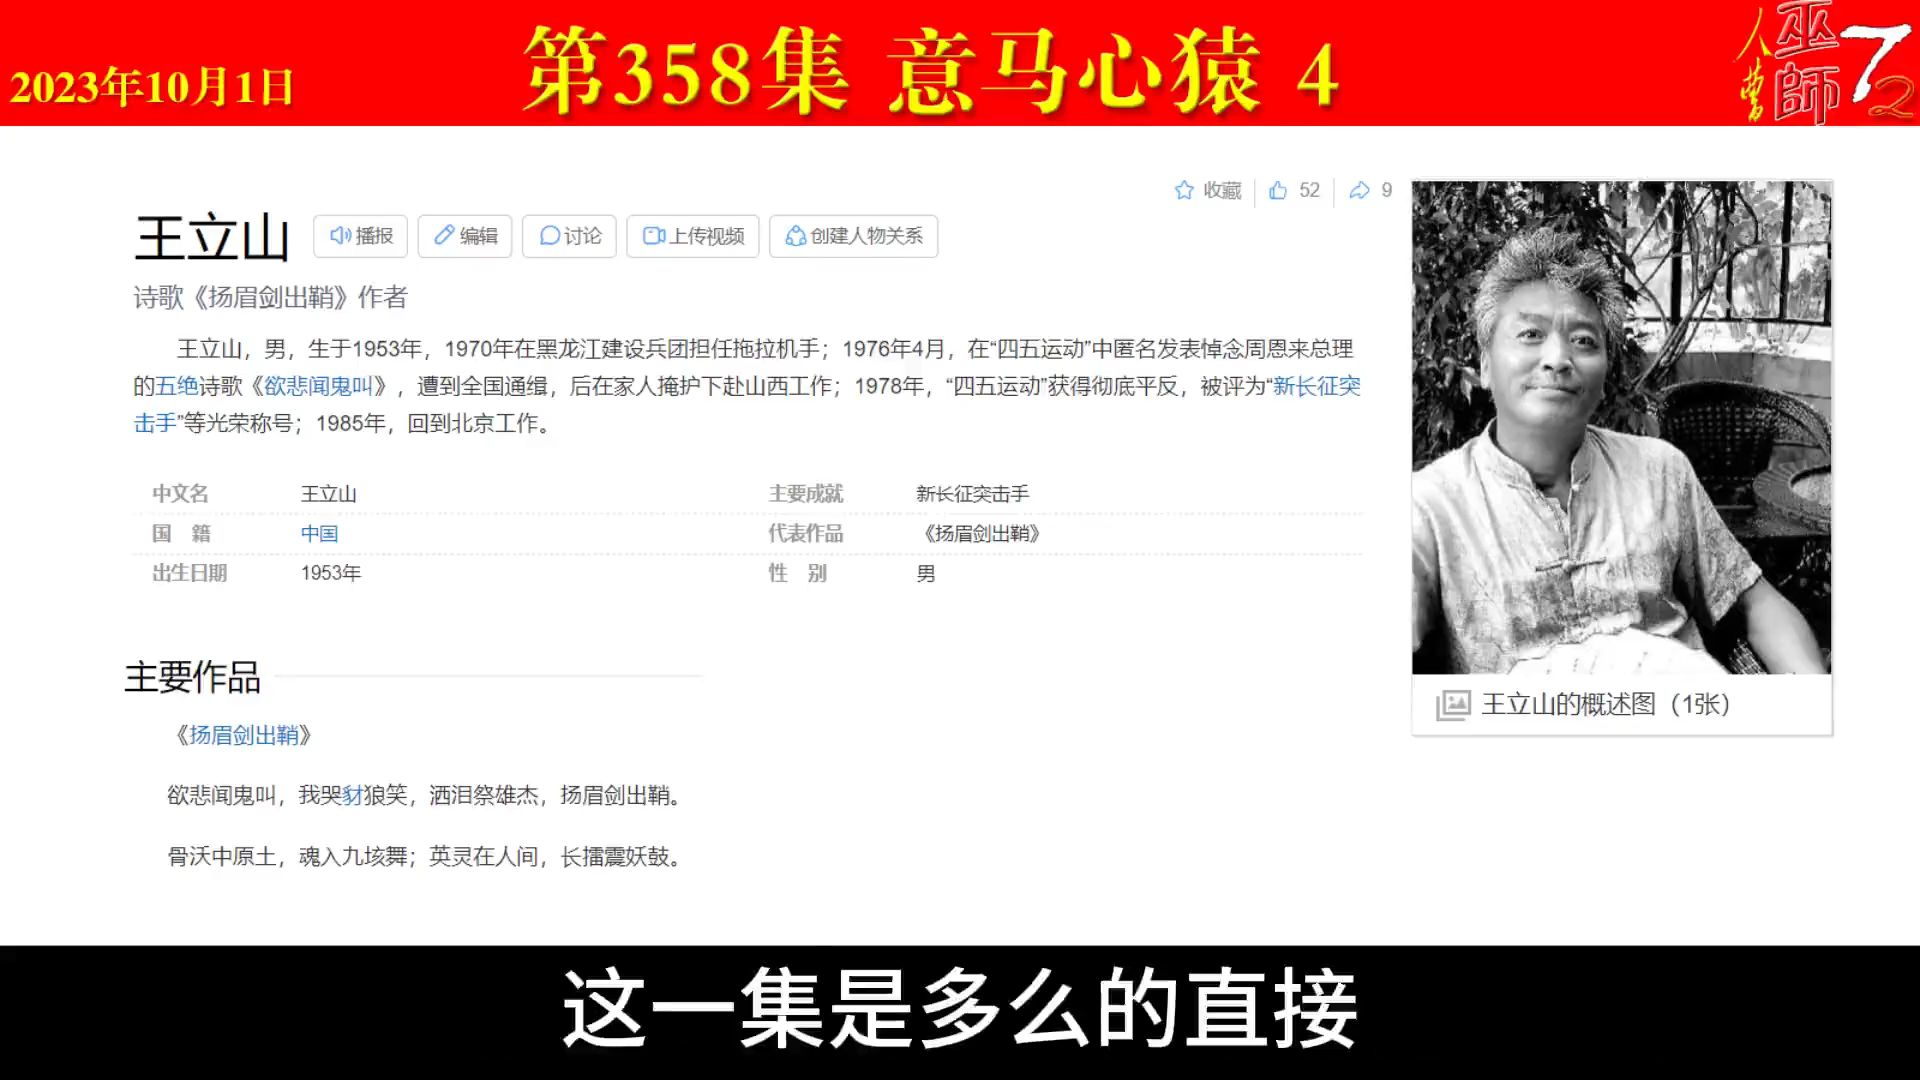 2023年10月1日
第358集 意马心猿 4
人曹
巫師
72
收藏 52 9
王立山 播报 编辑 讨论 上传视频 创建人物关系
诗歌《扬眉剑出鞘》作者
王立山，男，生于1953年，1970年在黑龙江建设兵团担任拖拉机手；1976年4月，在“四五运动”中匿名发表悼念周恩来总理
的五绝诗歌《欲悲闻鬼叫》，遭到全国通缉，后在家人掩护下赴山西工作；1978年，“四五运动”获得彻底平反，被评为“新长征突
击手”等光荣称号；1985年，回到北京工作。
中文名 王立山 主要成就 新长征突击手
国 籍 中国 代表作品 《扬眉剑出鞘》
出生日期 1953年 性 别 男
王立山的概述图（1张）
主要作品
《扬眉剑出鞘》
欲悲闻鬼叫，我哭豺狼笑，洒泪祭雄杰，扬眉剑出鞘。
骨沃中原土，魂入九垓舞；英灵在人间，长擂震妖鼓。
这一集是多么的直接